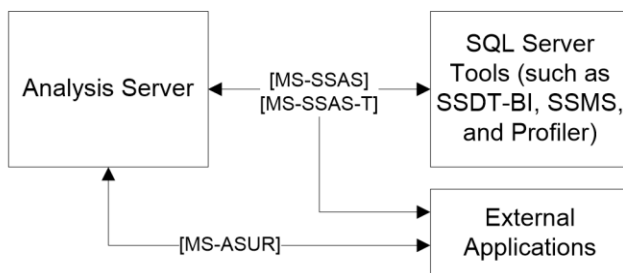 Analysis Server
[MS-SSAS]
[MS-SSAS-T]
SQL Server
Tools (such as
SSDT-BI, SSMS,
and Profiler)
[MS-ASUR]
External
Applications